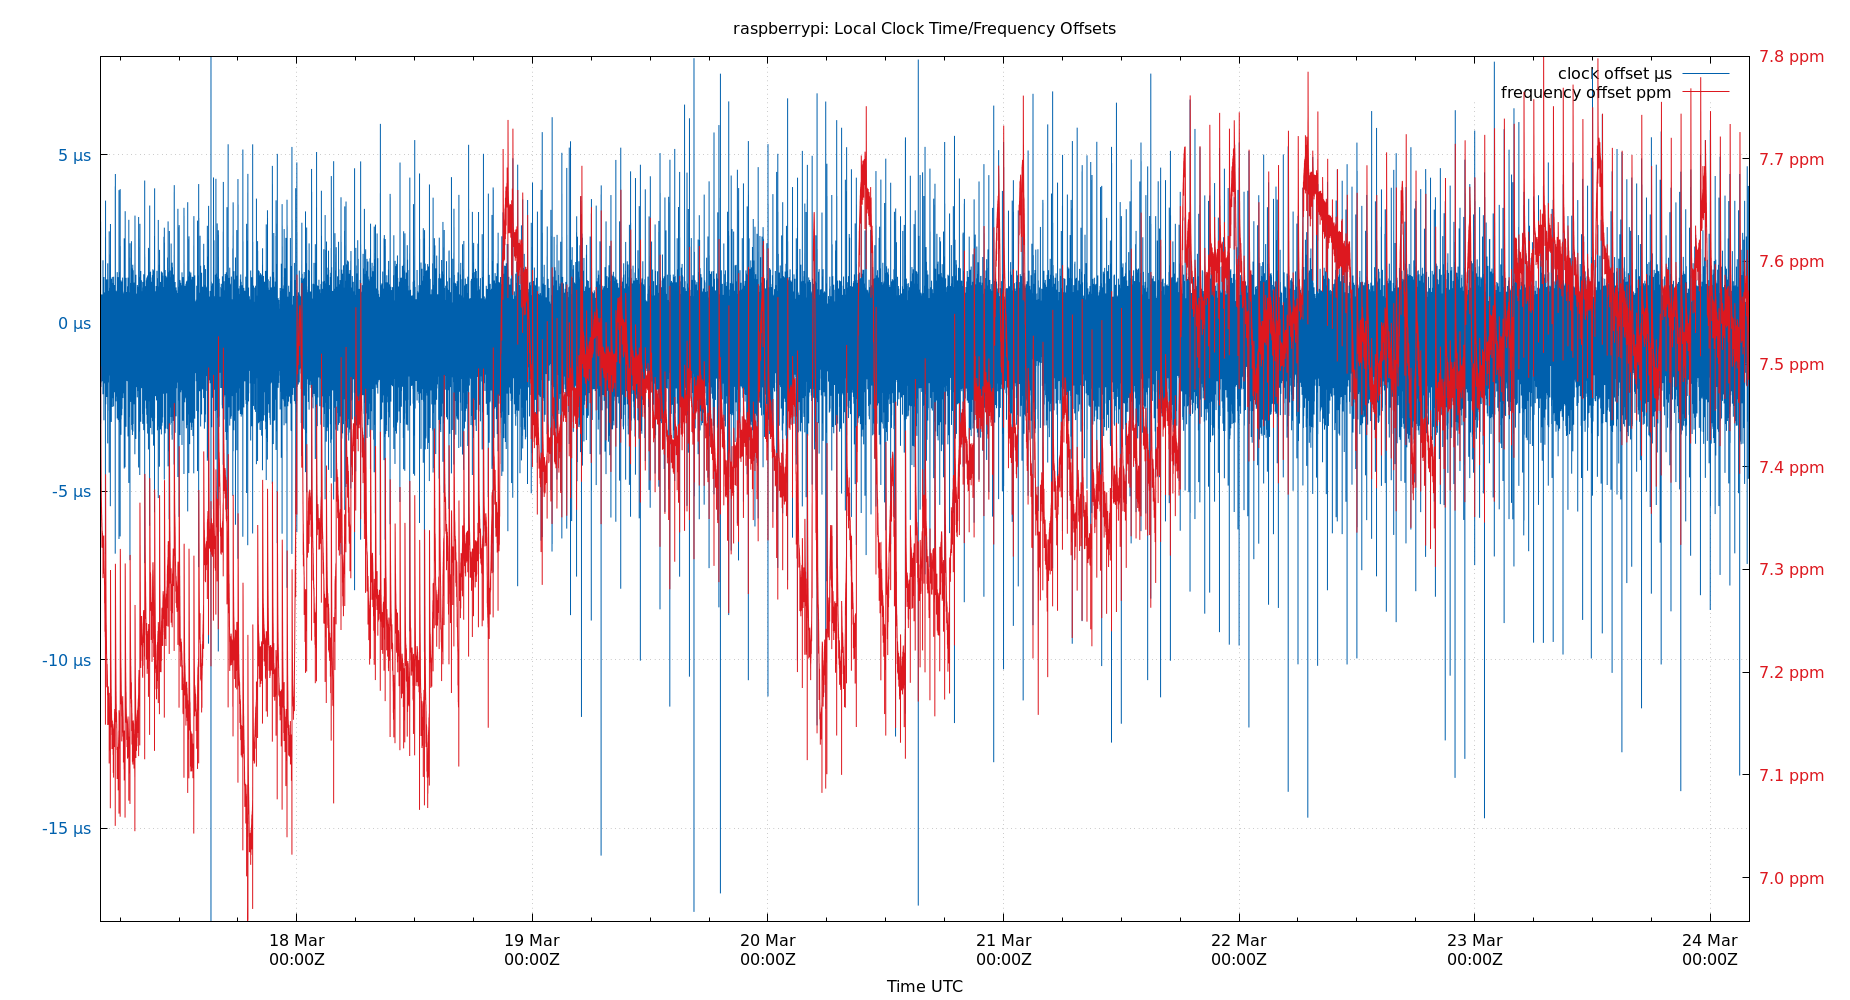 raspberrypi: Local Clock Time/Frequency Offsets
clock offset µs
frequency offset ppm
5 µs
0 µs
-5 µs
-10 µs
-15 µs
7.8 ppm
7.7 ppm
7.6 ppm
7.5 ppm
7.4 ppm
7.3 ppm
7.2 ppm
7.1 ppm
7.0 ppm
18 Mar
00:00Z
19 Mar
00:00Z
20 Mar
00:00Z
21 Mar
00:00Z
22 Mar
00:00Z
23 Mar
00:00Z
24 Mar
00:00Z
Time UTC